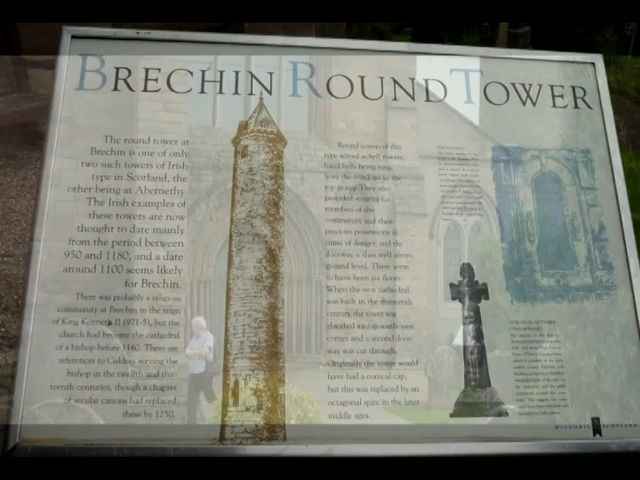 BRECHIN ROUND TOWER
The round tower at
Brechin is one of only
two such towers of Irish
type in Scotland, the
other being at Abernethy.
The Irish examples of
these towers are now
thought to date mainly
from the period between
950 and 1180, and a date
around 1100 seems likely
for Brechin.
There was probably a religious
community at Brechin in the reign
of King Kenneth II (971-5), but the
church had become the cathedral
of a bishop before 1160. There are
references to Culdees serving the
bishop in the twelfth and thir-
teenth centuries, though a chapter
of secular canons had replaced
these by 1250.
Round towers of this
type served as bell towers,
hand bells being rung
from the windows in the
top storey. They also
provided security for
members of the
community and their
precious possessions in
times of danger, and the
doorway is thus well above
ground level. There seem
to have been six floors.
When the new cathedral
was built in the thirteenth
century, the tower was
absorbed into its south-west
corner and a second door-
way was cut through.
Originally the tower would
have had a conical cap,
but this was replaced by an
octagonal spire in the later
middle ages.
HISTORIC SCOTLAND